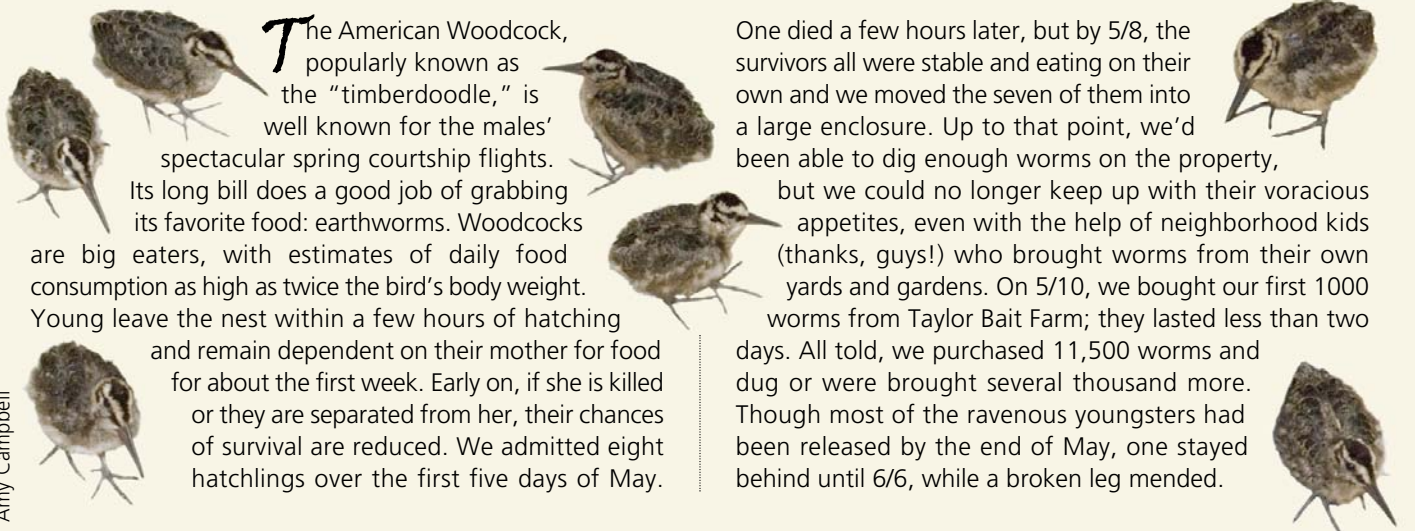 The American Woodcock,
popularly known as
the “timberdoodle,” is
well known for the males’
spectacular spring courtship flights.
Its long bill does a good job of grabbing
its favorite food: earthworms. Woodcocks
are big eaters, with estimates of daily food
consumption as high as twice the bird’s body weight.
Young leave the nest within a few hours of hatching
and remain dependent on their mother for food
for about the first week. Early on, if she is killed
or they are separated from her, their chances
of survival are reduced. We admitted eight
hatchlings over the first five days of May.
One died a few hours later, but by 5/8, the
survivors all were stable and eating on their
own and we moved the seven of them into
a large enclosure. Up to that point, we’d
been able to dig enough worms on the property,
but we could no longer keep up with their voracious
appetites, even with the help of neighborhood kids
(thanks, guys!) who brought worms from their own
yards and gardens. On 5/10, we bought our first 1000
worms from Taylor Bait Farm; they lasted less than two
days. All told, we purchased 11,500 worms and
dug or were brought several thousand more.
Though most of the ravenous youngsters had
been released by the end of May, one stayed
behind until 6/6, while a broken leg mended.
Amy Campbell